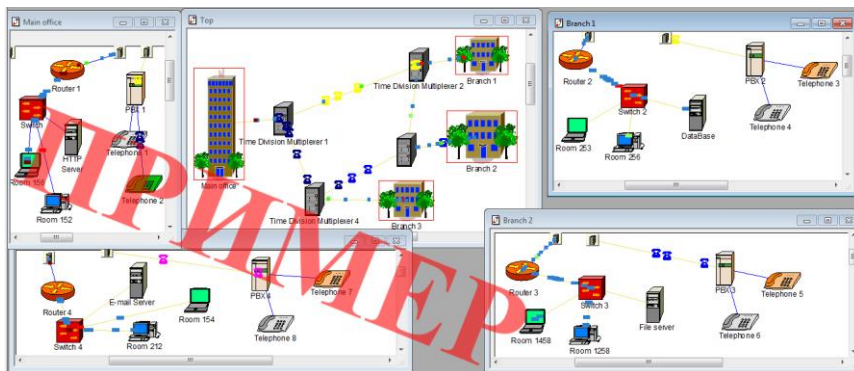 Main office
Router 1
Switch
PBX 1
HTTP
Server
Telephone 1
Room 156
Room 152
Telephone 2
Top
Main office
Time Division Multiplexer 1
Time Division Multiplexer 2
Time Division Multiplexer 4
Branch 1
Branch 2
Branch 3
Branch 1
Router 2
Switch 2
PBX 2
Telephone 3
Telephone 4
DataBase
Room 253
Room 256
Router 4
E-mail Server
Switch 4
Room 154
Room 212
PBX 4
Telephone 7
Telephone 8
Branch 2
Router 3
Switch 3
PBX 3
Telephone 5
Telephone 6
File server
Room 1458
Room 1258
ПРИМЕР